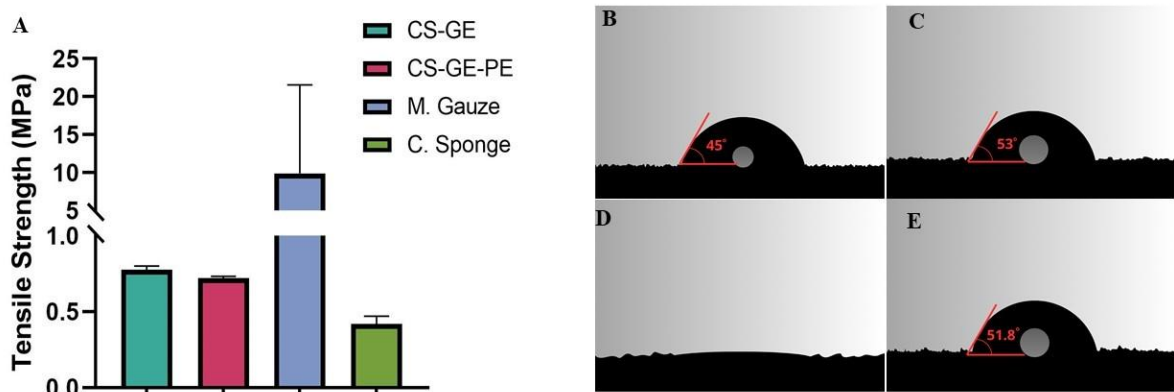 A
Tensile Strength (MPa)
25
20
15
10
5
1.0
0.5
0.0
CS-GE
CS-GE-PE
M. Gauze
C. Sponge
B
45°
C
53°
D
E
51.8°